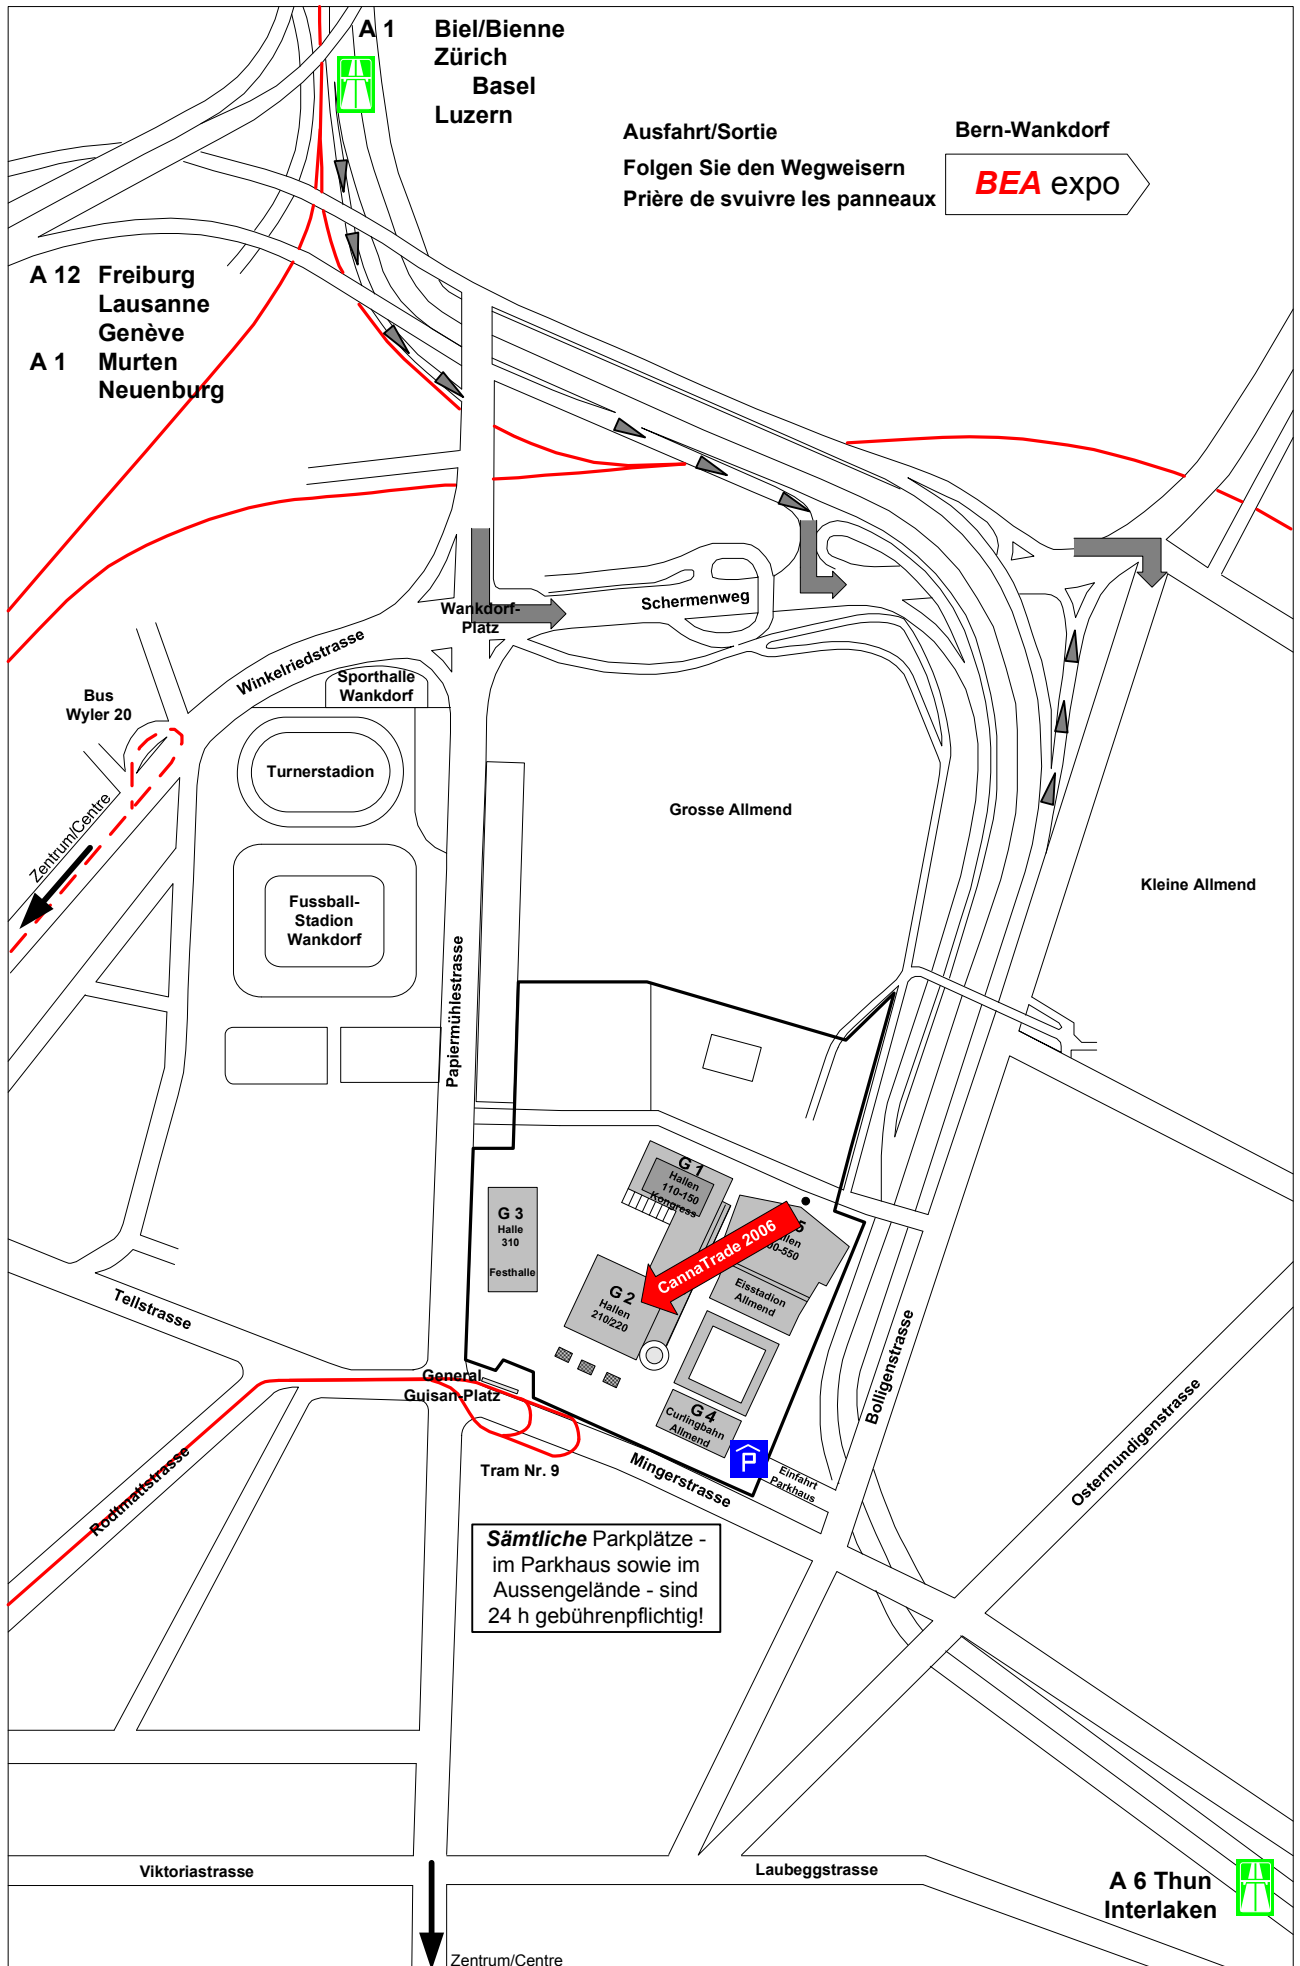 A 1 Biel/Bienne
Zürich
Basel
Luzern
Ausfahrt/Sortie Bern-Wankdorf
Folgen Sie den Wegweisern
Prière de svuivre les panneaux
BEA expo
A 12 Freiburg
Lausanne
Genève
A 1 Murten
Neuenburg
Schermenweg
Wankdorf-
Platz
Winkelriedstrasse
Sporthalle
Wankdorf
Bus
Wyler 20
Turnerstadion
Zentrum/Centre
Grosse Allmend
Kleine Allmend
Fussball-
Stadion
Wankdorf
Papiermühlestrasse
G 1
Hallen
110-150
Kongress
G 3
Halle
310
Festhalle
5
CannaTrade 2006
G 2
Hallen
210/220
Eisstadion
Allmend
Tellstrasse
General
Guisan-Platz
G 4
Curlingbahn
Allmend
Bolligenstrasse
P
Einfahrt
Parkhaus
Mingerstrasse
Tram Nr. 9
Ostermundigenstrasse
Rodtmattstrasse
Sämtliche Parkplätze -
im Parkhaus sowie im
Aussengelände - sind
24 h gebührenpflichtig!
Viktoriastrasse
Laubeggstrasse
A 6 Thun
Interlaken
Zentrum/Centre